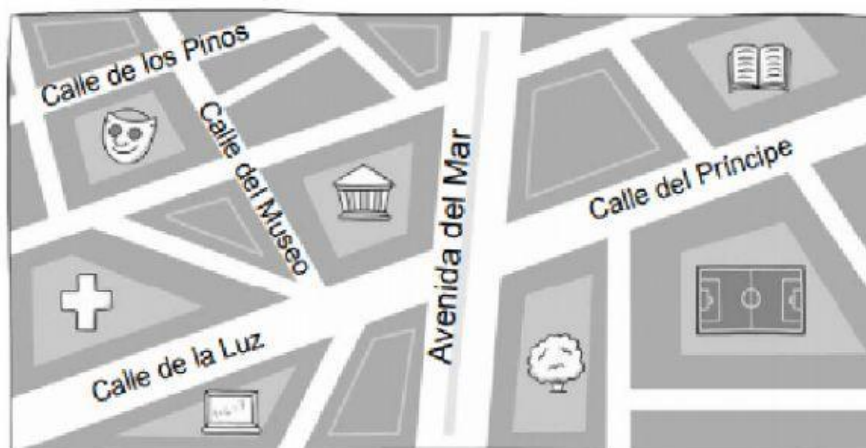 Calle de los Pinos
Calle del Museo
Avenida del Mar
Calle del Príncipe
Calle de la Luz